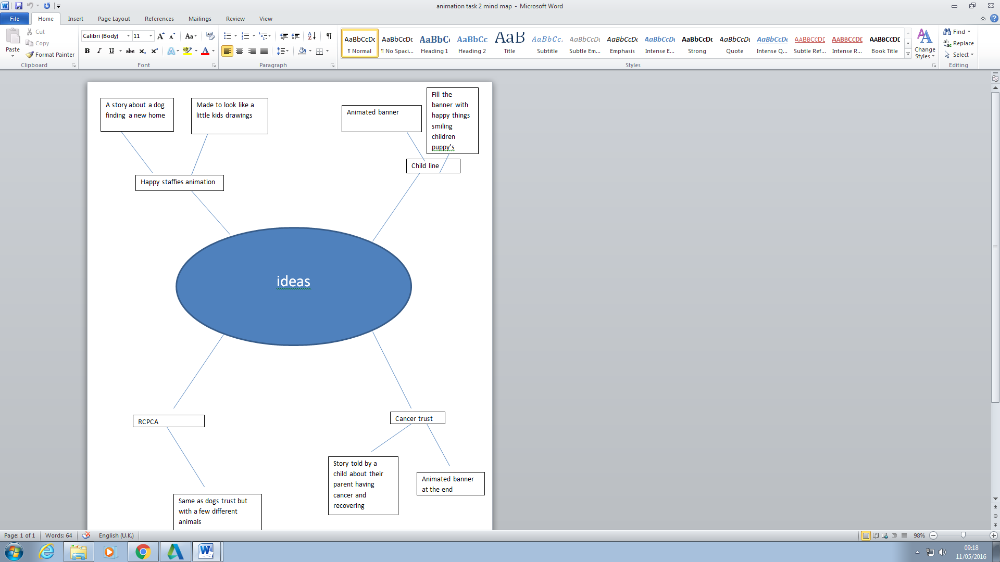 animation task 2 mind map - Microsoft Word
File Home Insert Page Layout References Mailings Review View
Paste
Cut
Copy
Format Painter
Clipboard
Calibri (Body) 11
Font
Paragraph
AaBbCcDc AaBbCcDc AaBbCc AaBbCc AaB AaBbCc. AaBbCcDc AaBbCcDc AaBbCcDc AaBbCcDc AaBbCcDc AaBbCcDc AABBCCDE AABBCCDE AABBCCDE
¶ Normal ¶ No Spaci... Heading 1 Heading 2 Title Subtitle Subtle Em... Emphasis Intense E... Strong Quote Intense Q... Subtle Ref... Intense R... Book Title
Styles
Change
Styles
Find
Replace
Select
Editing
A story about a dog
finding a new home
Made to look like a
little kids drawings
Animated banner
Fill the
banner with
happy things
smiling
children
puppy's
Child line
Happy staffies animation
ideas
RCPCA
Cancer trust
Story told by a
child about their
parent having
cancer and
recovering
Animated banner
at the end
Same as dogs trust but
with a few different
animals
Page: 1 of 1 Words: 64 English (U.K.) 98%
09:18
11/05/2016